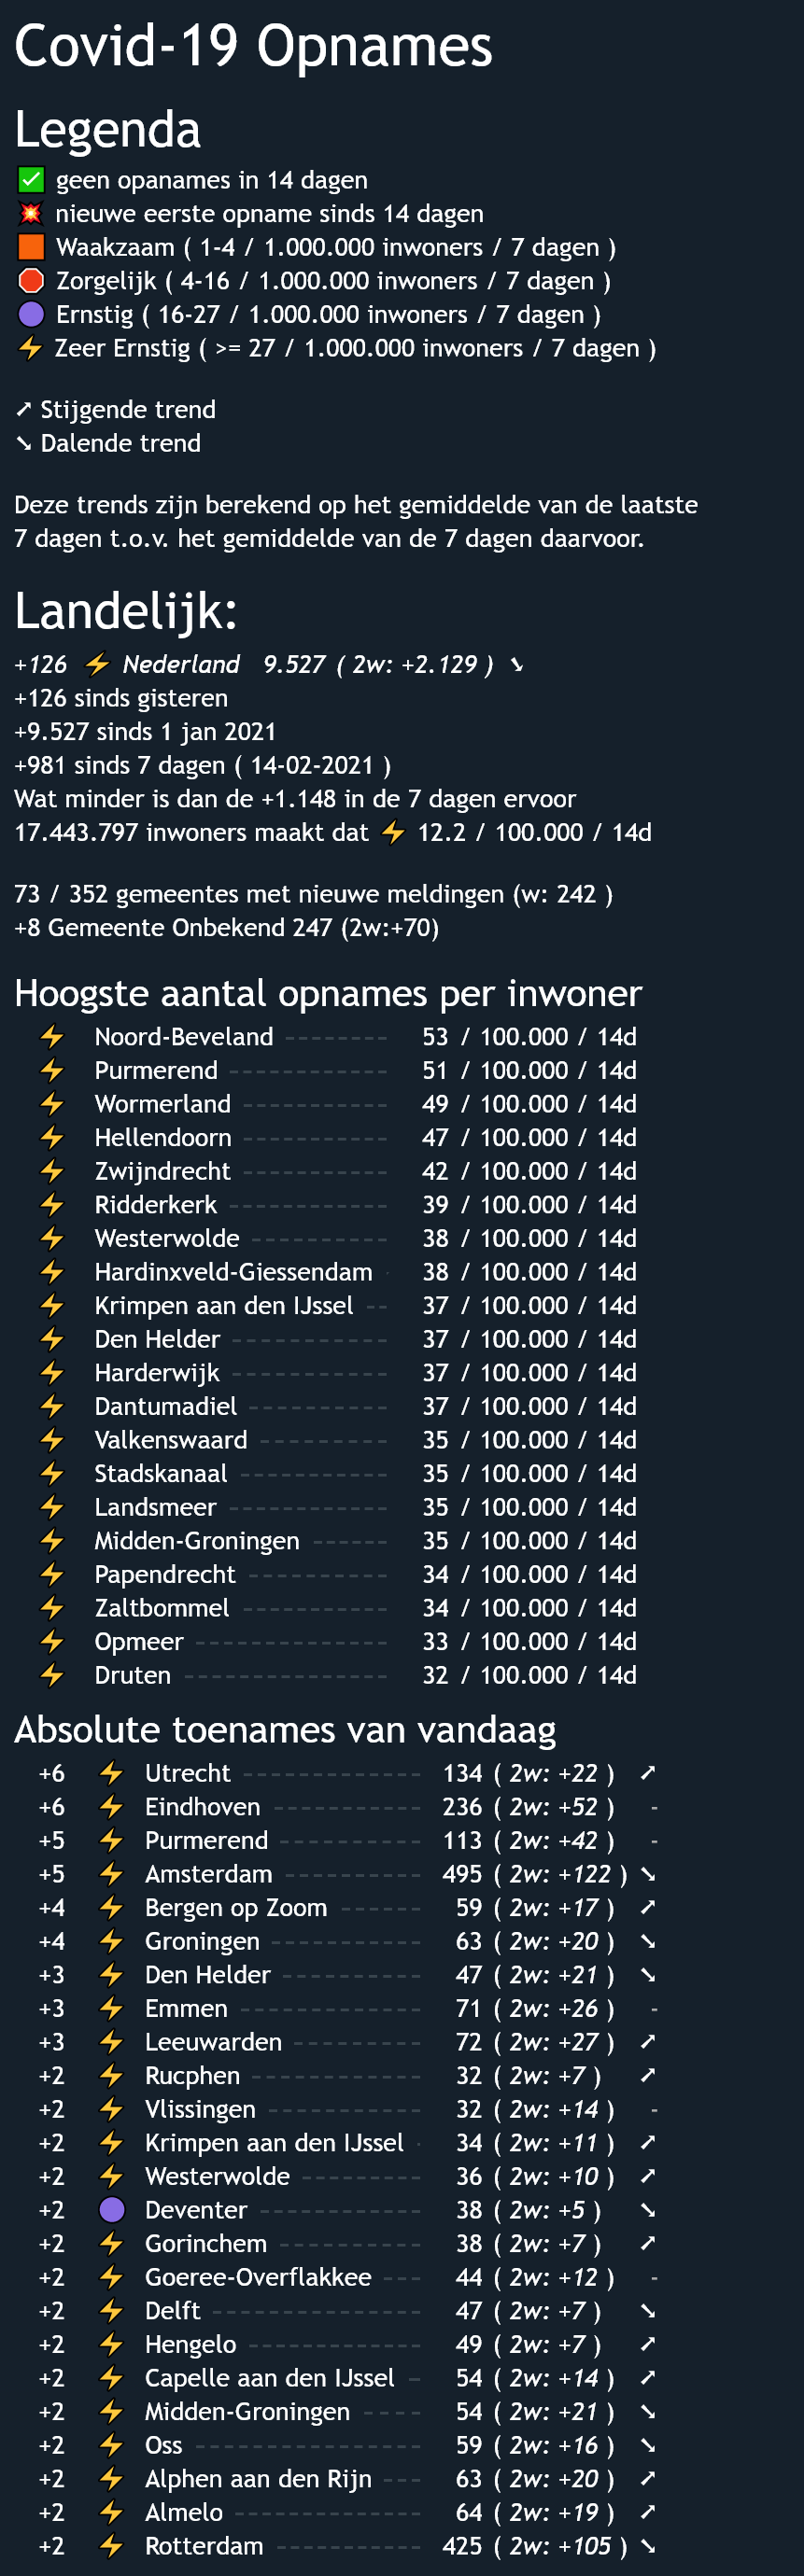 Covid-19 Opnames
Legenda
✅ geen opanames in 14 dagen
💥 nieuwe eerste opname sinds 14 dagen
🟧 Waakzaam ( 1-4 / 1.000.000 inwoners / 7 dagen )
🛑 Zorgelijk ( 4-16 / 1.000.000 inwoners / 7 dagen )
🟣 Ernstig ( 16-27 / 1.000.000 inwoners / 7 dagen )
⚡ Zeer Ernstig ( >= 27 / 1.000.000 inwoners / 7 dagen )
➚ Stijgende trend
➘ Dalende trend
Deze trends zijn berekend op het gemiddelde van de laatste
7 dagen t.o.v. het gemiddelde van de 7 dagen daarvoor.
Landelijk:
+126 ⚡ Nederland 9.527 ( 2w: +2.129 ) ➘
+126 sinds gisteren
+9.527 sinds 1 jan 2021
+981 sinds 7 dagen ( 14-02-2021 )
Wat minder is dan de +1.148 in de 7 dagen ervoor
17.443.797 inwoners maakt dat ⚡ 12.2 / 100.000 / 14d
73 / 352 gemeentes met nieuwe meldingen (w: 242 )
+8 Gemeente Onbekend 247 (2w:+70)
Hoogste aantal opnames per inwoner
⚡ Noord-Beveland -------- 53 / 100.000 / 14d
⚡ Purmerend ------------ 51 / 100.000 / 14d
⚡ Wormerland ----------- 49 / 100.000 / 14d
⚡ Hellendoorn ----------- 47 / 100.000 / 14d
⚡ Zwijndrecht ----------- 42 / 100.000 / 14d
⚡ Ridderkerk ------------ 39 / 100.000 / 14d
⚡ Westerwolde ---------- 38 / 100.000 / 14d
⚡ Hardinxveld-Giessendam - 38 / 100.000 / 14d
⚡ Krimpen aan den IJssel -- 37 / 100.000 / 14d
⚡ Den Helder ------------ 37 / 100.000 / 14d
⚡ Harderwijk ------------ 37 / 100.000 / 14d
⚡ Dantumadiel ----------- 37 / 100.000 / 14d
⚡ Valkenswaard ---------- 35 / 100.000 / 14d
⚡ Stadskanaal ----------- 35 / 100.000 / 14d
⚡ Landsmeer ------------ 35 / 100.000 / 14d
⚡ Midden-Groningen ------ 35 / 100.000 / 14d
⚡ Papendrecht ----------- 34 / 100.000 / 14d
⚡ Zaltbommel ----------- 34 / 100.000 / 14d
⚡ Opmeer -------------- 33 / 100.000 / 14d
⚡ Druten --------------- 32 / 100.000 / 14d
Absolute toenames van vandaag
+6 ⚡ Utrecht ------------- 134 ( 2w: +22 ) ➚
+6 ⚡ Eindhoven ----------- 236 ( 2w: +52 ) -
+5 ⚡ Purmerend ---------- 113 ( 2w: +42 ) -
+5 ⚡ Amsterdam ---------- 495 ( 2w: +122 ) ➘
+4 ⚡ Bergen op Zoom ------ 59 ( 2w: +17 ) ➚
+4 ⚡ Groningen ----------- 63 ( 2w: +20 ) ➘
+3 ⚡ Den Helder ---------- 47 ( 2w: +21 ) ➘
+3 ⚡ Emmen ------------- 71 ( 2w: +26 ) -
+3 ⚡ Leeuwarden --------- 72 ( 2w: +27 ) ➚
+2 ⚡ Rucphen ------------ 32 ( 2w: +7 ) ➚
+2 ⚡ Vlissingen ----------- 32 ( 2w: +14 ) -
+2 ⚡ Krimpen aan den IJssel - 34 ( 2w: +11 ) ➚
+2 ⚡ Westerwolde --------- 36 ( 2w: +10 ) ➚
+2 🟣 Deventer ------------ 38 ( 2w: +5 ) ➘
+2 ⚡ Gorinchem ---------- 38 ( 2w: +7 ) ➚
+2 ⚡ Goeree-Overflakkee --- 44 ( 2w: +12 ) -
+2 ⚡ Delft --------------- 47 ( 2w: +7 ) ➘
+2 ⚡ Hengelo ------------- 49 ( 2w: +7 ) ➚
+2 ⚡ Capelle aan den IJssel - 54 ( 2w: +14 ) ➚
+2 ⚡ Midden-Groningen ---- 54 ( 2w: +21 ) ➘
+2 ⚡ Oss ---------------- 59 ( 2w: +16 ) ➘
+2 ⚡ Alphen aan den Rijn --- 63 ( 2w: +20 ) ➚
+2 ⚡ Almelo ------------- 64 ( 2w: +19 ) ➚
+2 ⚡ Rotterdam ---------- 425 ( 2w: +105 ) ➘